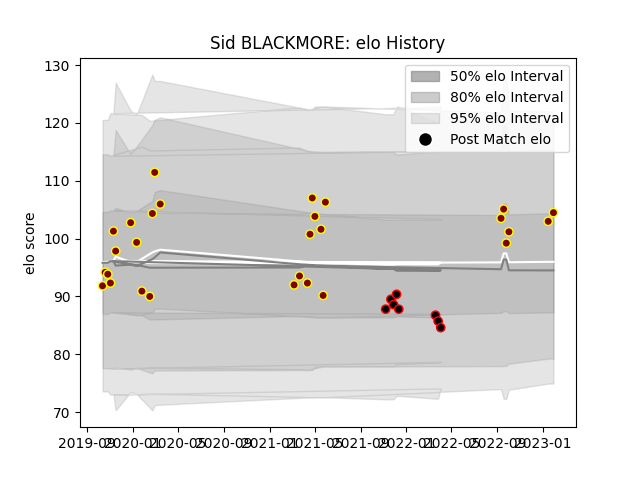 Sid BLACKMORE: elo History
50% elo Interval
80% elo Interval
95% elo Interval
Post Match elo
elo score
130
120
110
100
90
80
70
2019-09 2020-01 2020-05 2020-09 2021-01 2021-05 2021-09 2022-01 2022-05 2022-09 2023-01